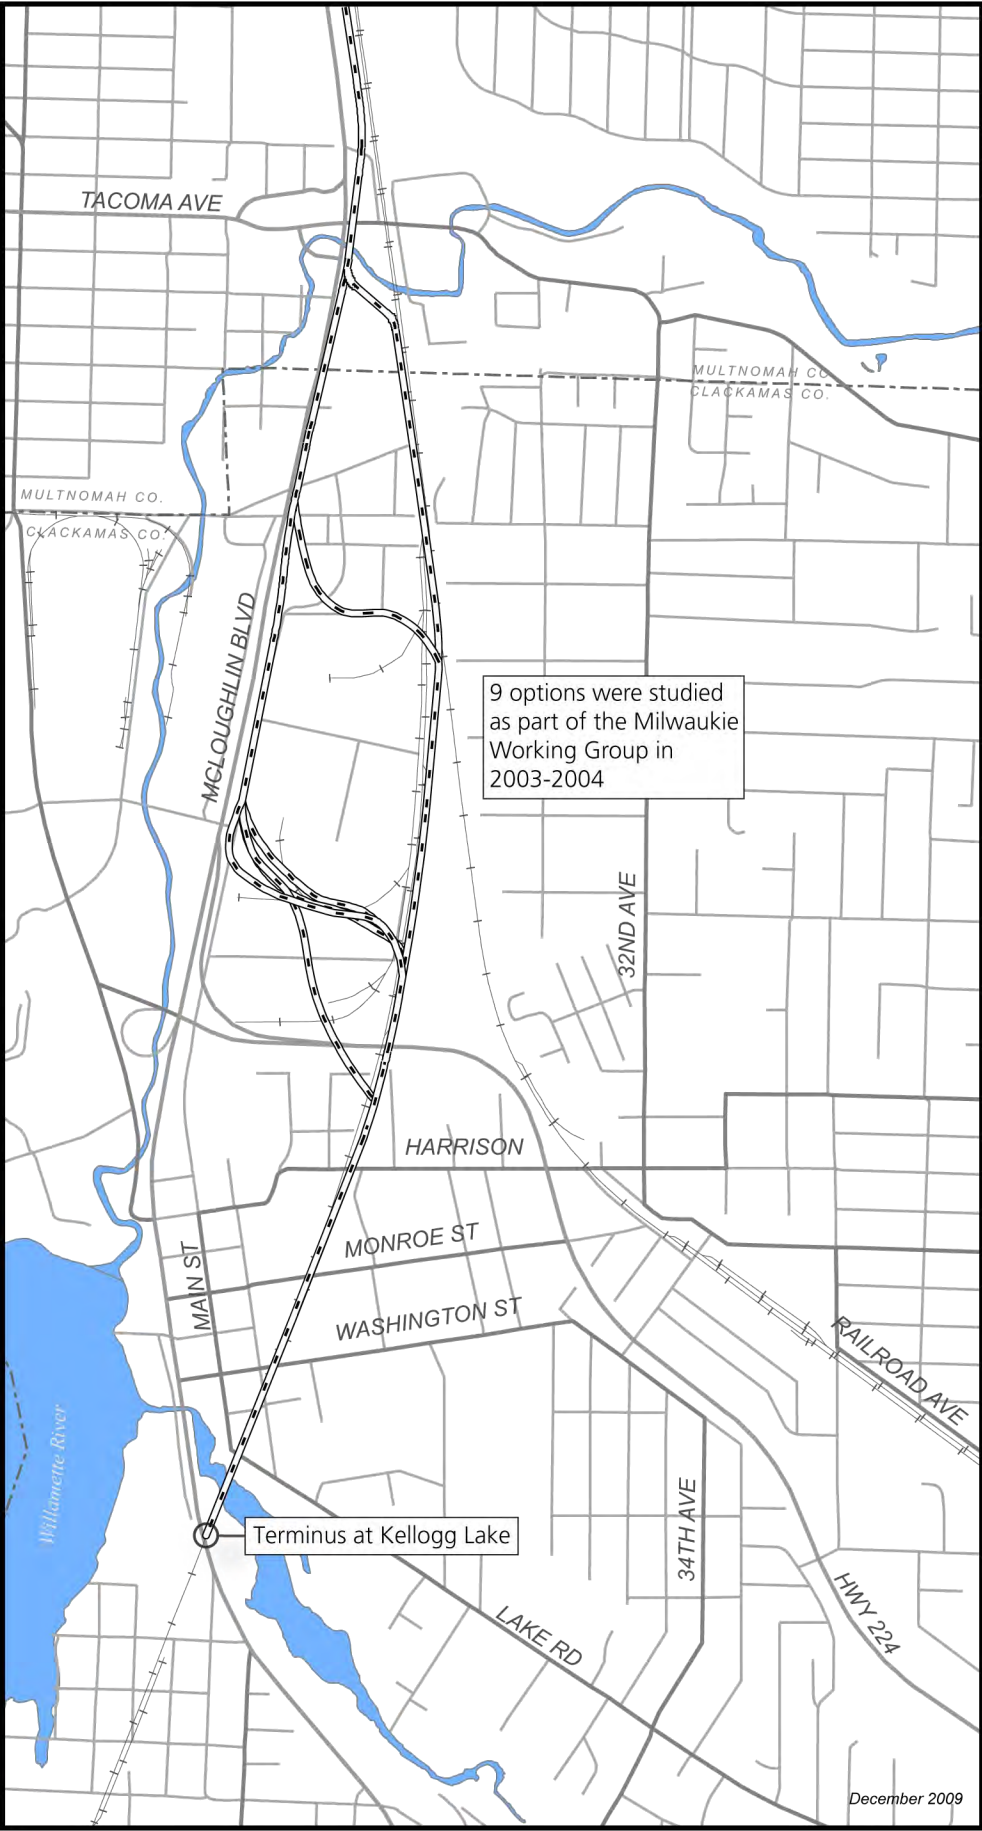 TACOMA AVE
MULTNOMAH CO
CLACKAMAS CO.
MULTNOMAH CO.
CLACKAMAS CO.
MCLOUGHLIN BLVD
9 options were studied
as part of the Milwaukie
Working Group in
2003-2004
32ND AVE
HARRISON
MONROE ST
MAIN ST
WASHINGTON ST
RAILROAD AVE
Willamette River
34TH AVE
Terminus at Kellogg Lake
HWY 224
LAKE RD
December 2009